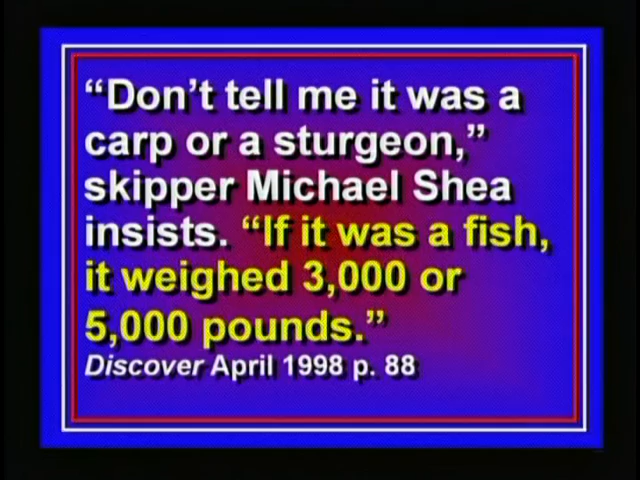 “Don’t tell me it was a
carp or a sturgeon,”
skipper Michael Shea
insists. “If it was a fish,
it weighed 3,000 or
5,000 pounds.”
Discover April 1998 p. 88